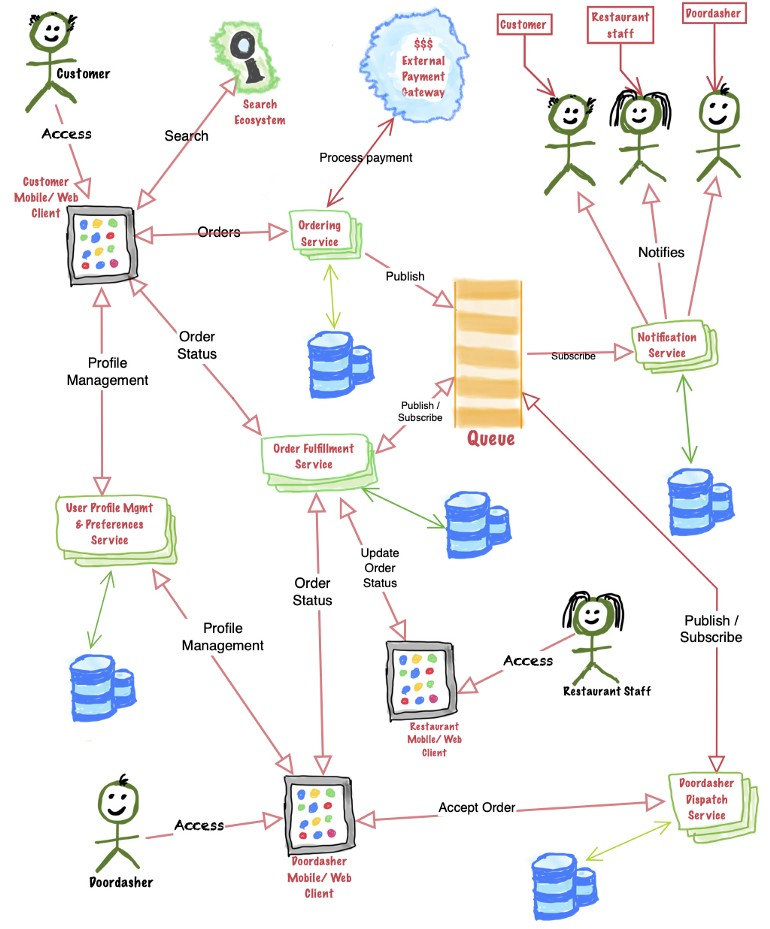 Customer
Restaurant
staff
Doordasher
$$$
External
Payment
Gateway
Customer
Search
Ecosystem
Access
Search
Process payment
Customer
Mobile/ Web
Client
Orders
Ordering
Service
Publish
Notifies
Notification
Service
Subscribe
Order
Status
Profile
Management
Publish /
Subscribe
Queue
Order Fulfillment
Service
User Profile Mgmt
& Preferences
Service
Update
Order
Status
Order
Status
Profile
Management
Publish /
Subscribe
Access
Restaurant Staff
Restaurant
Mobile/ Web
Client
Doordasher
Dispatch
Service
Accept Order
Access
Doordasher
Doordasher
Mobile/ Web
Client